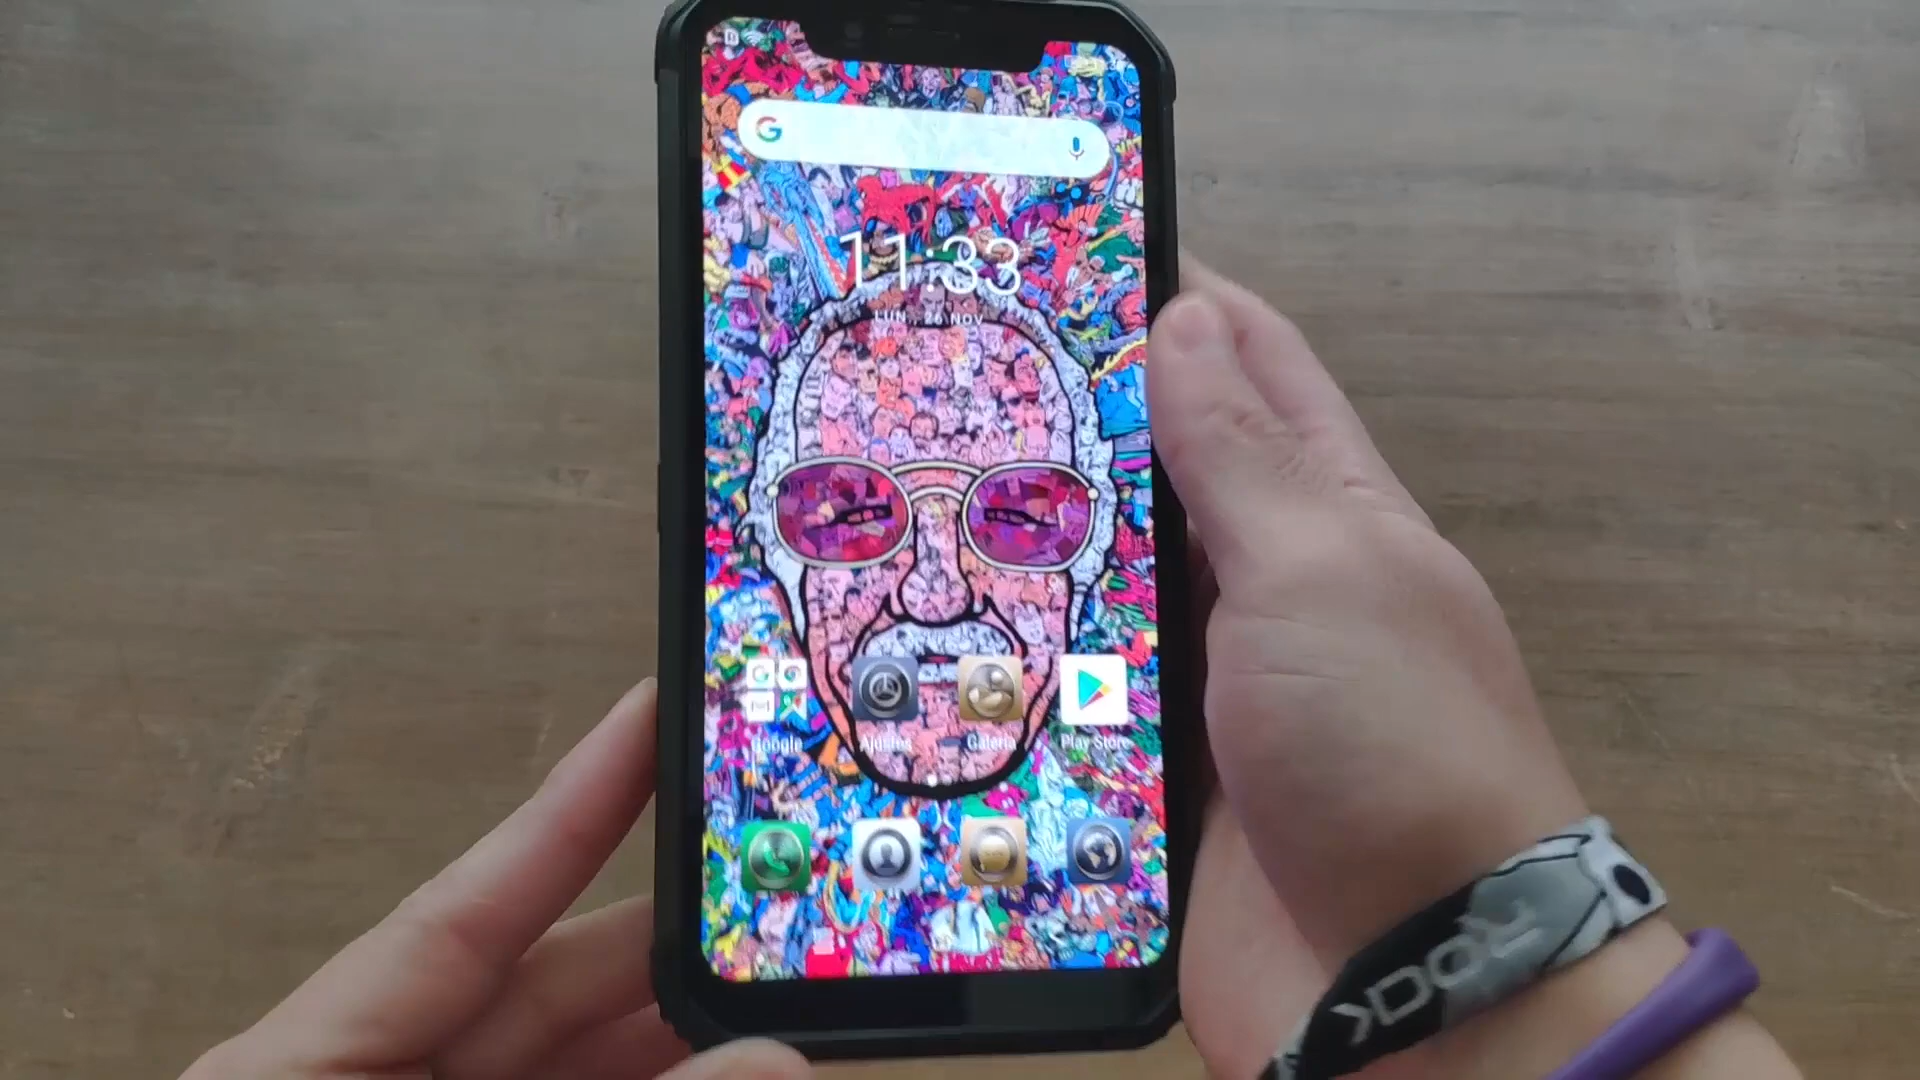 G
11:33
LUN., 26 NOV
Google
Ajustes
Galería
Play Store
ROCK